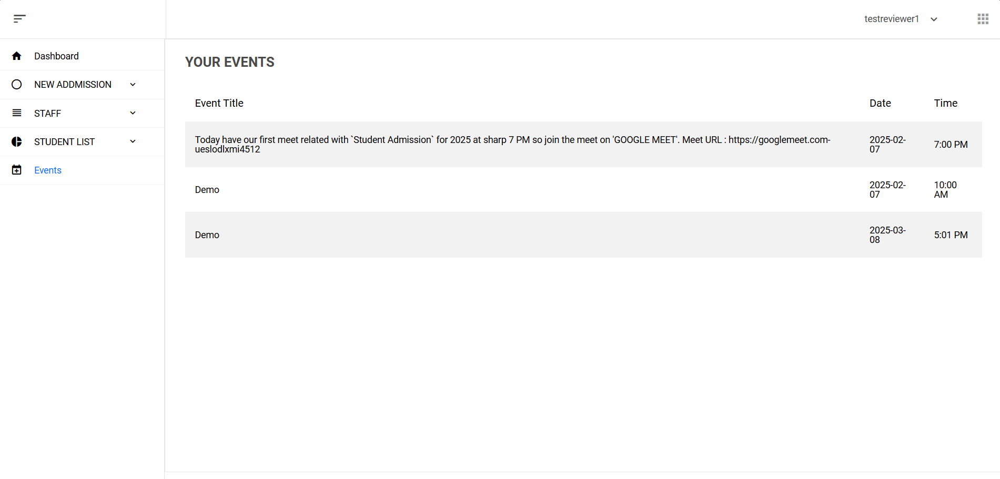 testreviewer1
Dashboard
NEW ADDMISSION
STAFF
STUDENT LIST
Events
YOUR EVENTS
Event Title Date Time
Today have our first meet related with `Student Admission` for 2025 at sharp 7 PM so join the meet on 'GOOGLE MEET'. Meet URL : https://googlemeet.com-
ueslodlxmi4512
2025-02-
07
7:00 PM
Demo
2025-02-
07
10:00
AM
Demo
2025-03-
08
5:01 PM